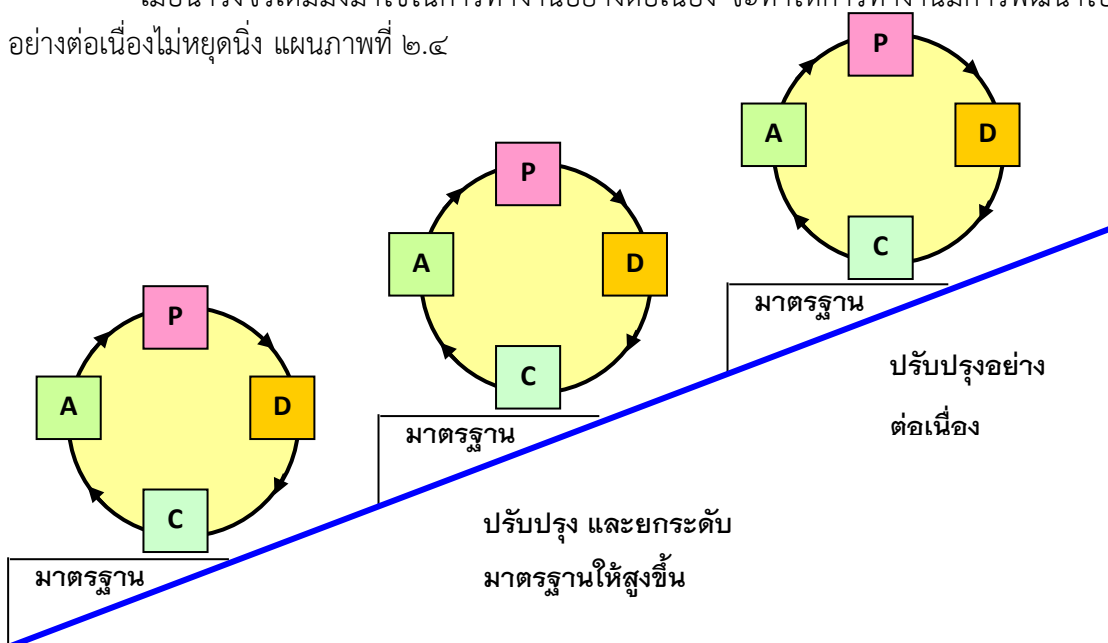 อย่างต่อเนื่องไม่หยุดนิ่ง แผนภาพที่ ๒.๔
P
A
D
C
มาตรฐาน
P
A
D
C
มาตรฐาน
P
A
D
C
มาตรฐาน
ปรับปรุงอย่าง
ต่อเนื่อง
ปรับปรุง และยกระดับ
มาตรฐานให้สูงขึ้น